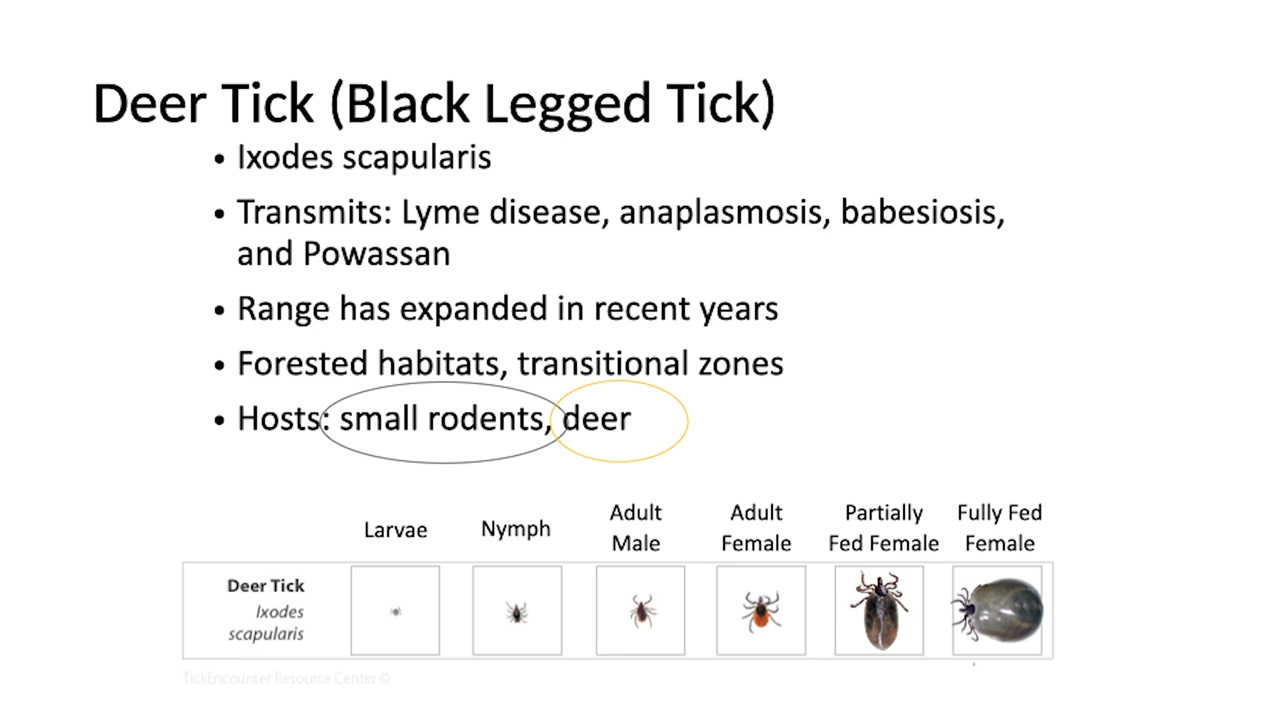 Deer Tick (Black Legged Tick)
• Ixodes scapularis
• Transmits: Lyme disease, anaplasmosis, babesiosis,
and Powassan
• Range has expanded in recent years
• Forested habitats, transitional zones
• Hosts: small rodents, deer
Larvae
Nymph
Adult
Male
Adult
Female
Partially
Fed Female
Fully Fed
Female
Deer Tick
Ixodes
scapularis
TickEncounter Resource Center ©